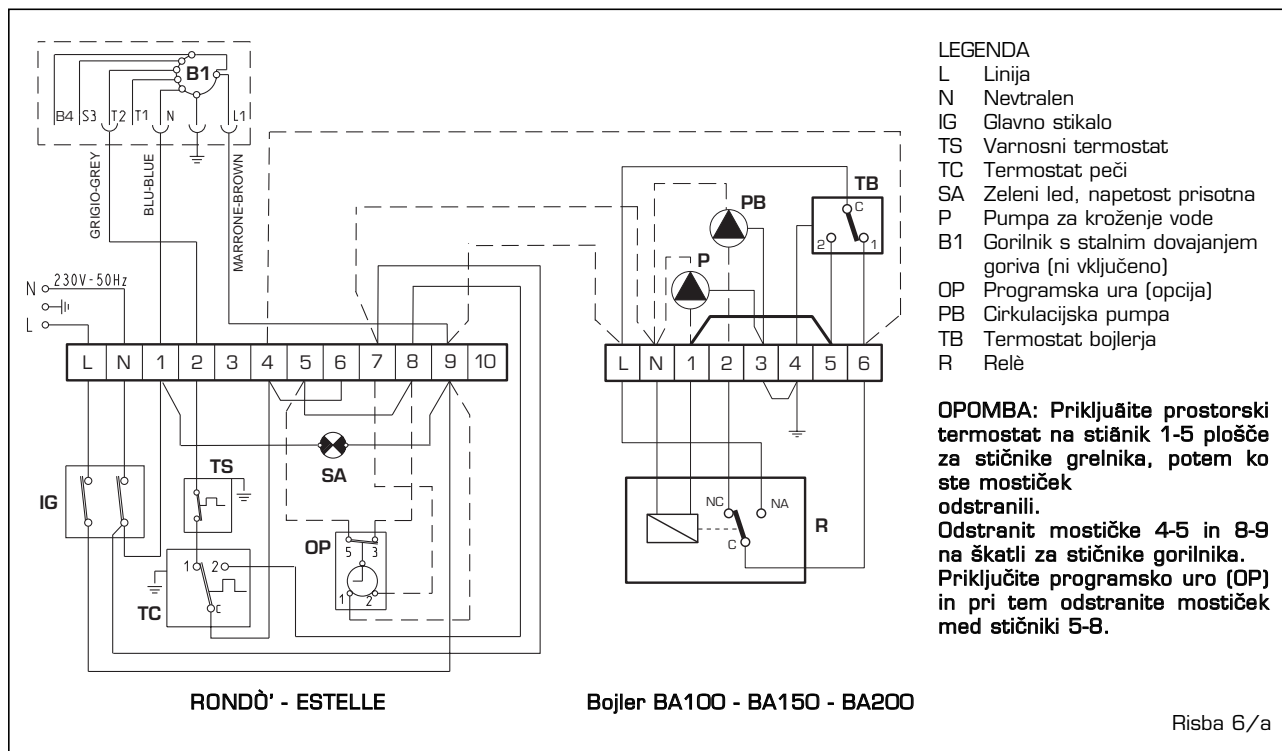 B1
B4 S3 T2 T1 N L1
GRIGIO-GREY
BLU-BLUE
MARRONE-BROWN
N 230V-50Hz
L
L N 1 2 3 4 5 6 7 8 9 10
IG
TS
SA
OP
5 3
1 2
TC
1 2
C
RONDÒ' - ESTELLE
PB
P
TB
C
2 1
L N 1 2 3 4 5 6
NC NA
C
R
Bojler BA100 - BA150 - BA200
LEGENDA
L Linija
N Nevtralen
IG Glavno stikalo
TS Varnosni termostat
TC Termostat peči
SA Zeleni led, napetost prisotna
P Pumpa za kroženje vode
B1 Gorilnik s stalnim dovajanjem
goriva (ni vključeno)
OP Programska ura (opcija)
PB Cirkulacijska pumpa
TB Termostat bojlerja
R Relè
OPOMBA: Priključite prostorski
termostat na stiãnik 1-5 plošče
za stičnike grelnika, potem ko
ste mostiček
odstranili.
Odstranit mostičke 4-5 in 8-9
na škatli za stičnike gorilnika.
Priključite programsko uro (OP)
in pri tem odstranite mostiček
med stičniki 5-8.
Risba 6/a